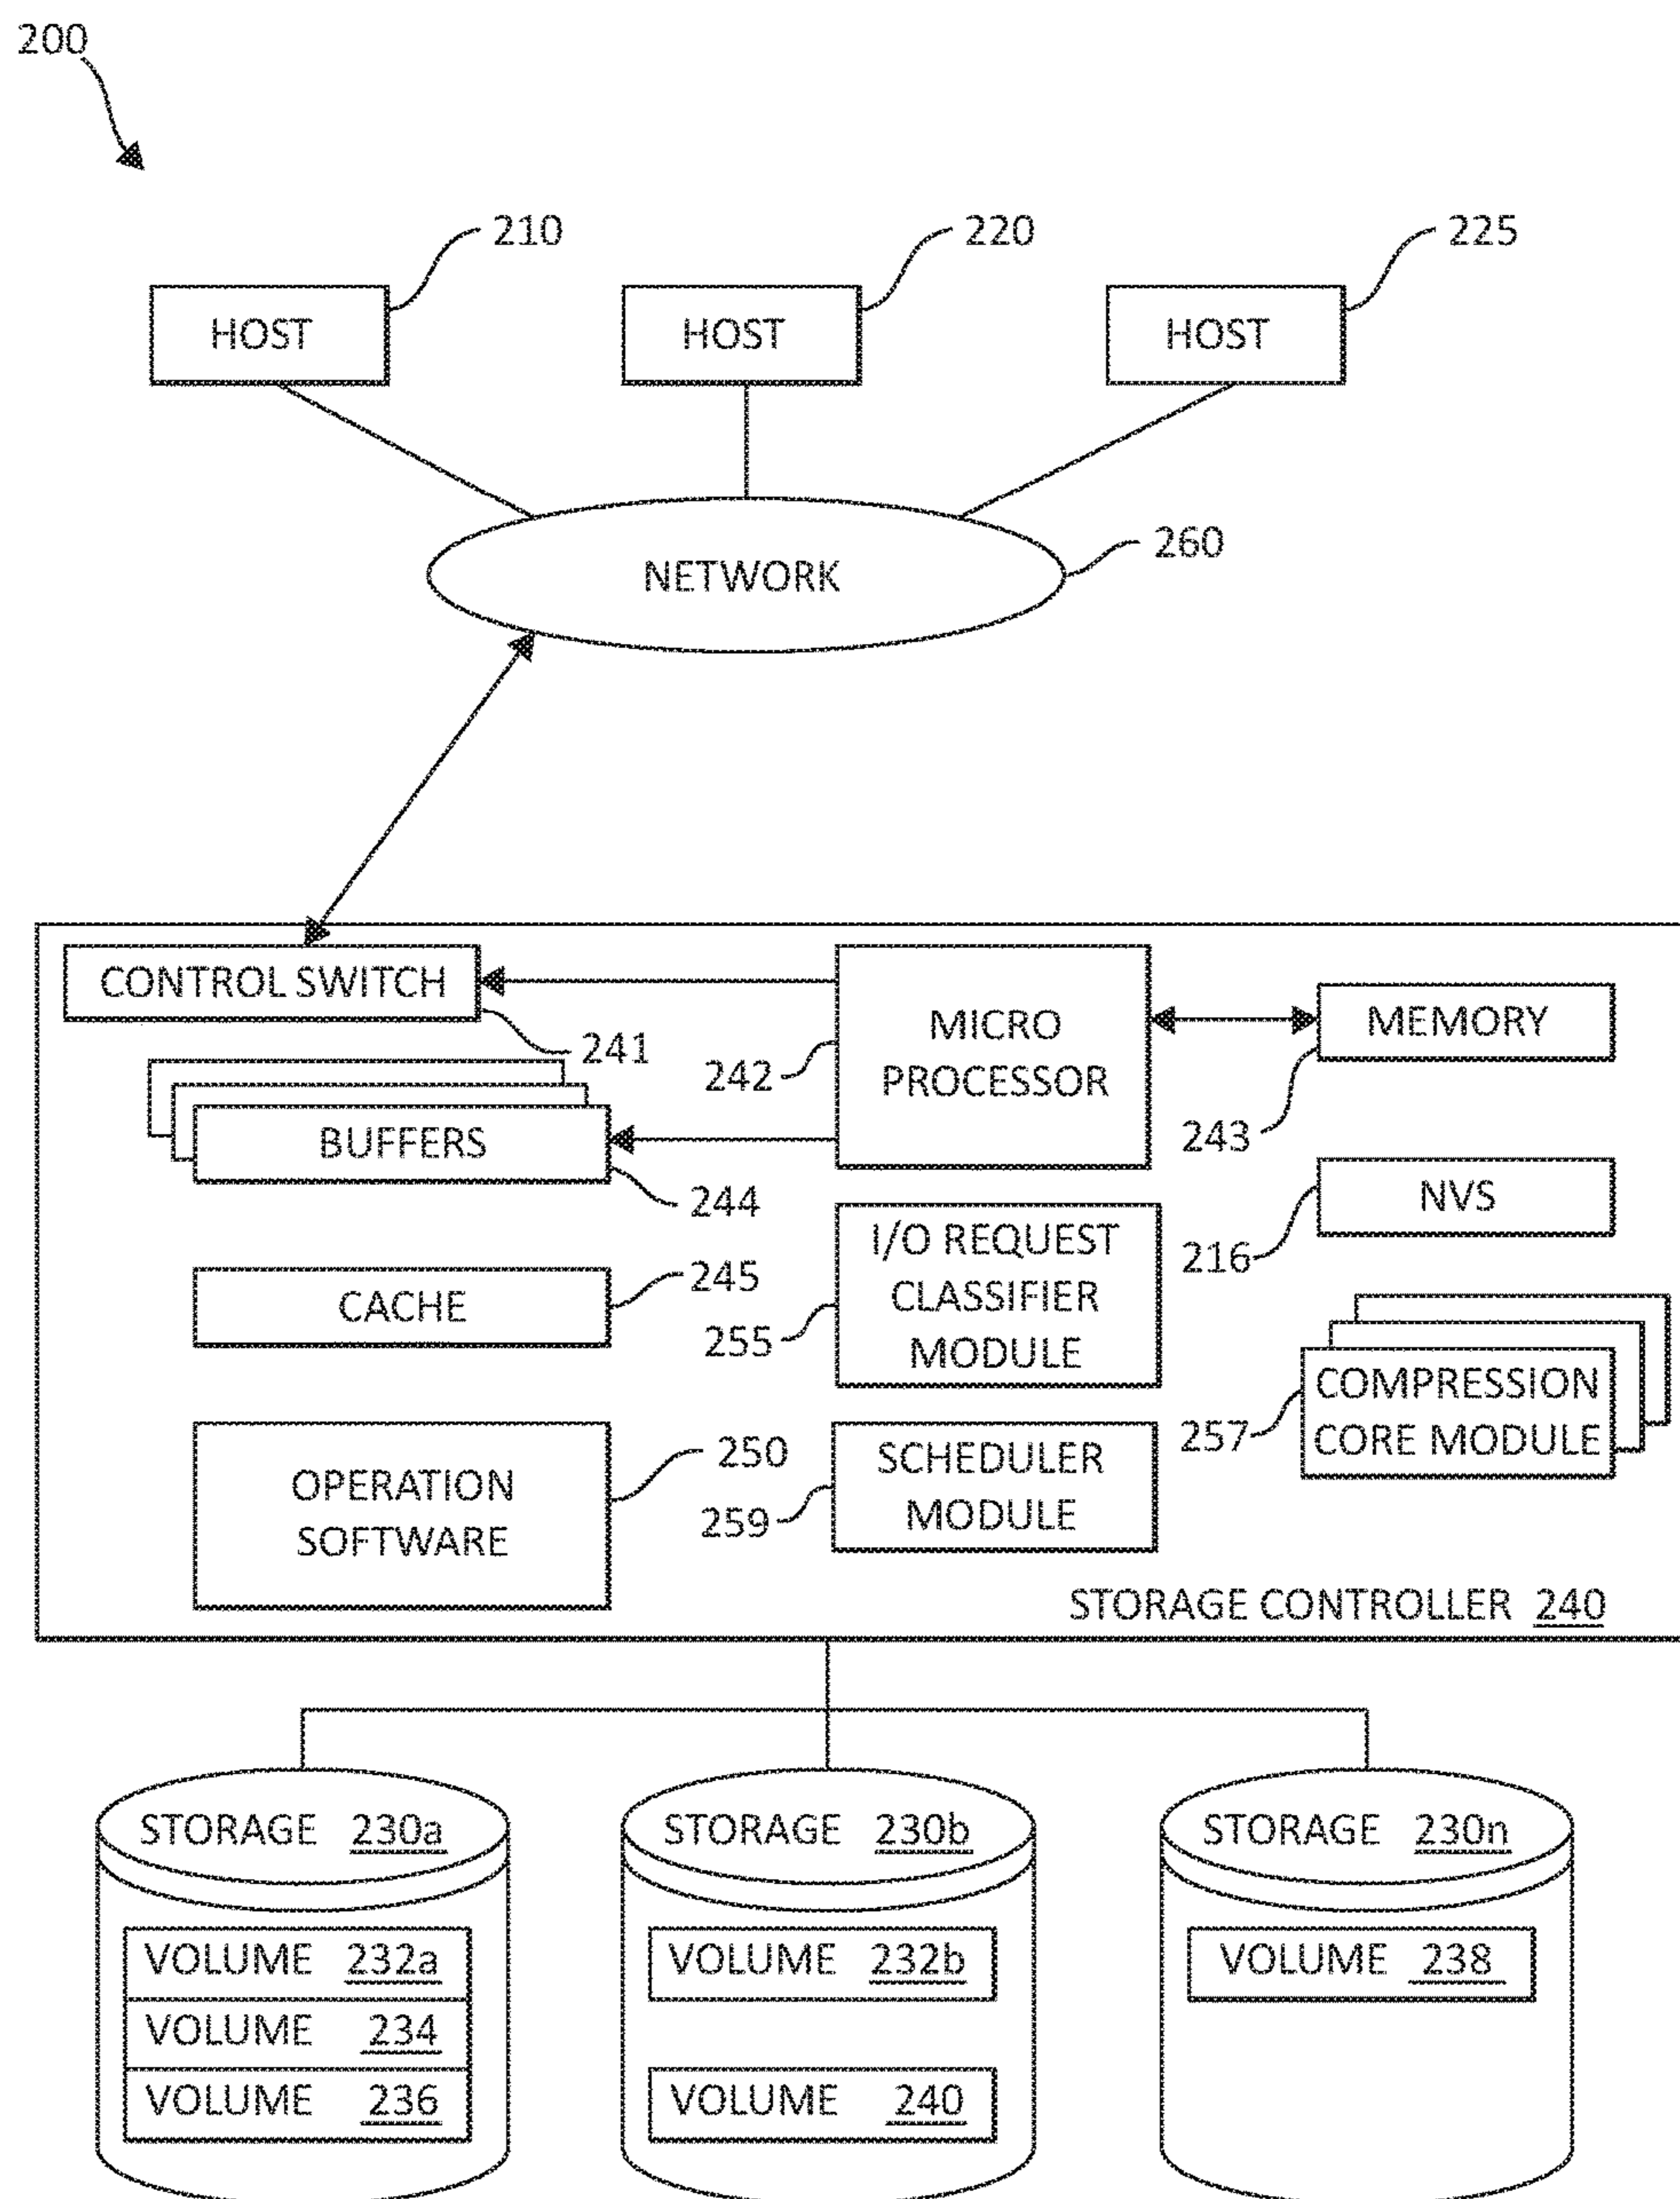 200
210
220
225
HOST
HOST
HOST
260
NETWORK
CONTROL SWITCH
241
MICRO
PROCESSOR
242
MEMORY
243
BUFFERS
244
NVS
216
I/O REQUEST
CLASSIFIER
MODULE
255
CACHE
245
COMPRESSION
CORE MODULE
257
OPERATION
SOFTWARE
250
SCHEDULER
MODULE
259
STORAGE CONTROLLER 240
STORAGE 230a
STORAGE 230b
STORAGE 230n
VOLUME 232a
VOLUME 234
VOLUME 236
VOLUME 232b
VOLUME 240
VOLUME 238